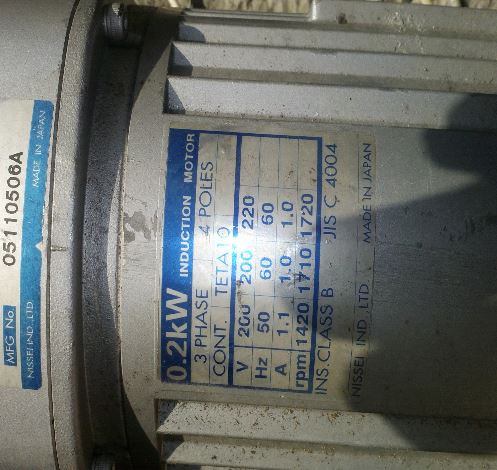 MFG No. 05110506A
NISSEI IND. LTD. MADE IN JAPAN
0.2kW INDUCTION MOTOR
3 PHASE 4 POLES
CONT. TETA10
V 200 200 220
Hz 50 60 60
A 1.1 1.0 1.0
rpm 1420 1710 1720
INS.CLASS B JIS C 4004
NISSEI IND. LTD. MADE IN JAPAN